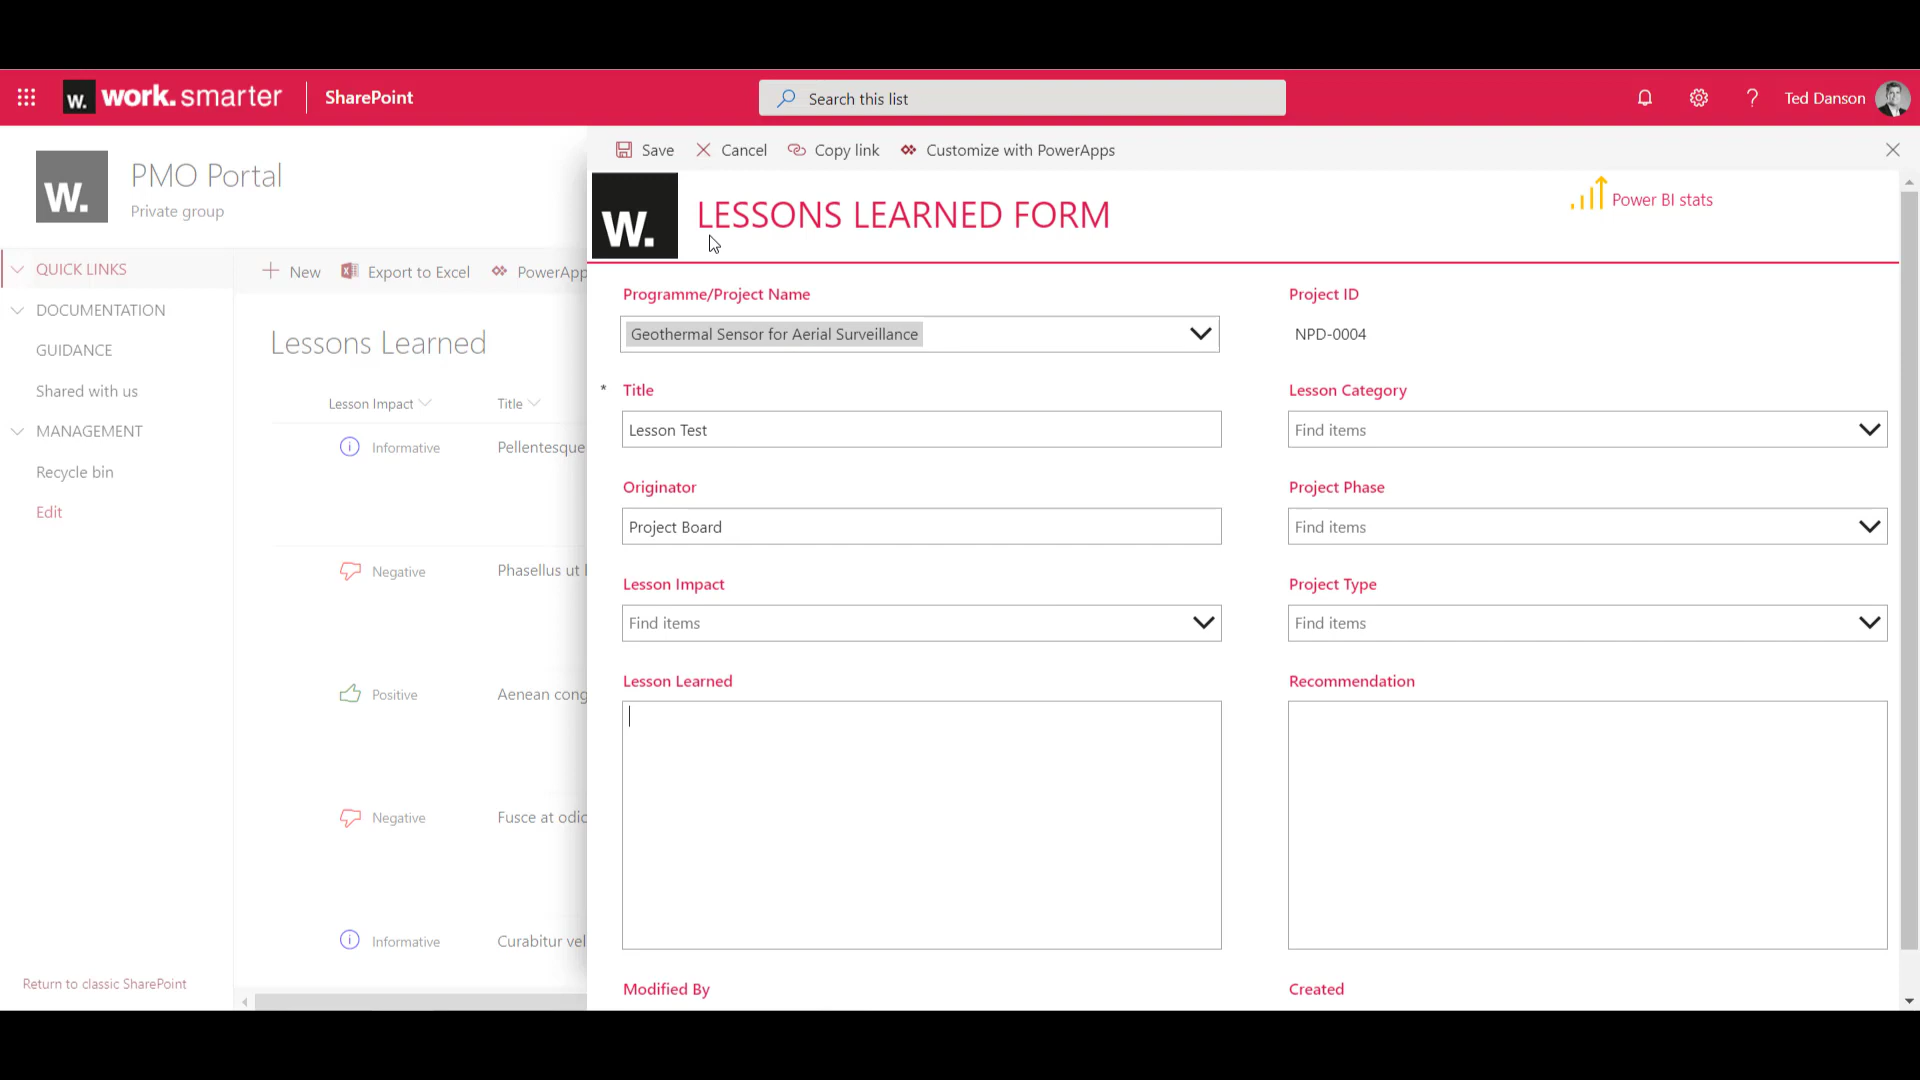 W. work. smarter SharePoint
Search this list
? Ted Danson
W. PMO Portal
Private group
QUICK LINKS
DOCUMENTATION
GUIDANCE
Shared with us
MANAGEMENT
Recycle bin
Edit
Return to classic SharePoint
New Export to Excel PowerApp
Lessons Learned
Lesson Impact Title
Informative Pellentesque
Negative Phasellus ut
Positive Aenean cong
Negative Fusce at odio
Informative Curabitur vel
Save Cancel Copy link Customize with PowerApps
W. LESSONS LEARNED FORM
Power BI stats
Programme/Project Name
Geothermal Sensor for Aerial Surveillance
Project ID
NPD-0004
* Title
Lesson Test
Lesson Category
Find items
Originator
Project Board
Project Phase
Find items
Lesson Impact
Find items
Project Type
Find items
Lesson Learned
Recommendation
Modified By
Created